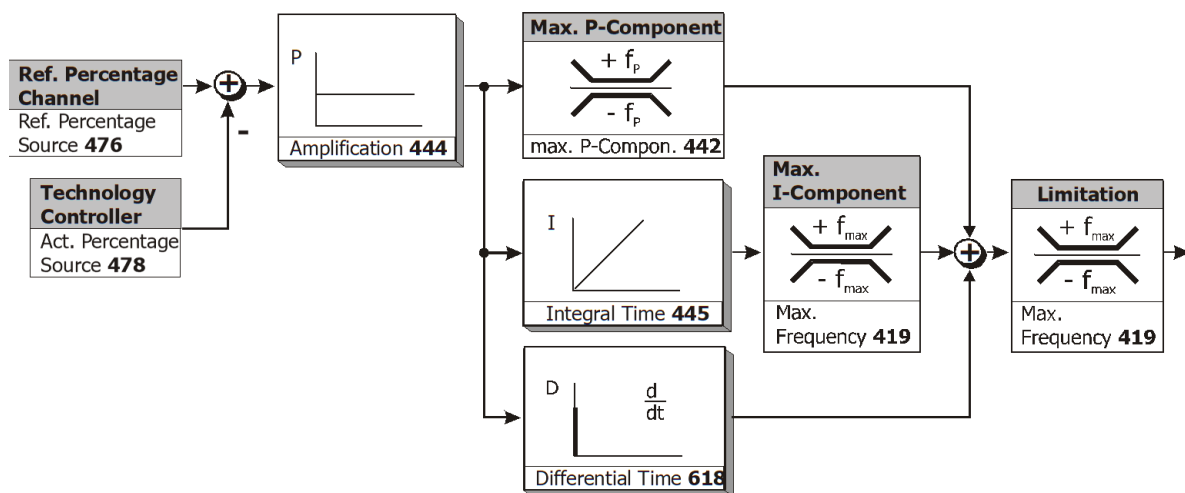 Ref. Percentage
Channel
Ref. Percentage
Source 476
-
Technology
Controller
Act. Percentage
Source 478
P
Amplification 444
Max. P-Component
+ fP
- fP
max. P-Compon. 442
I
Integral Time 445
D
d
dt
Differential Time 618
Max.
I-Component
+ fmax
- fmax
Max.
Frequency 419
Limitation
+ fmax
- fmax
Max.
Frequency 419